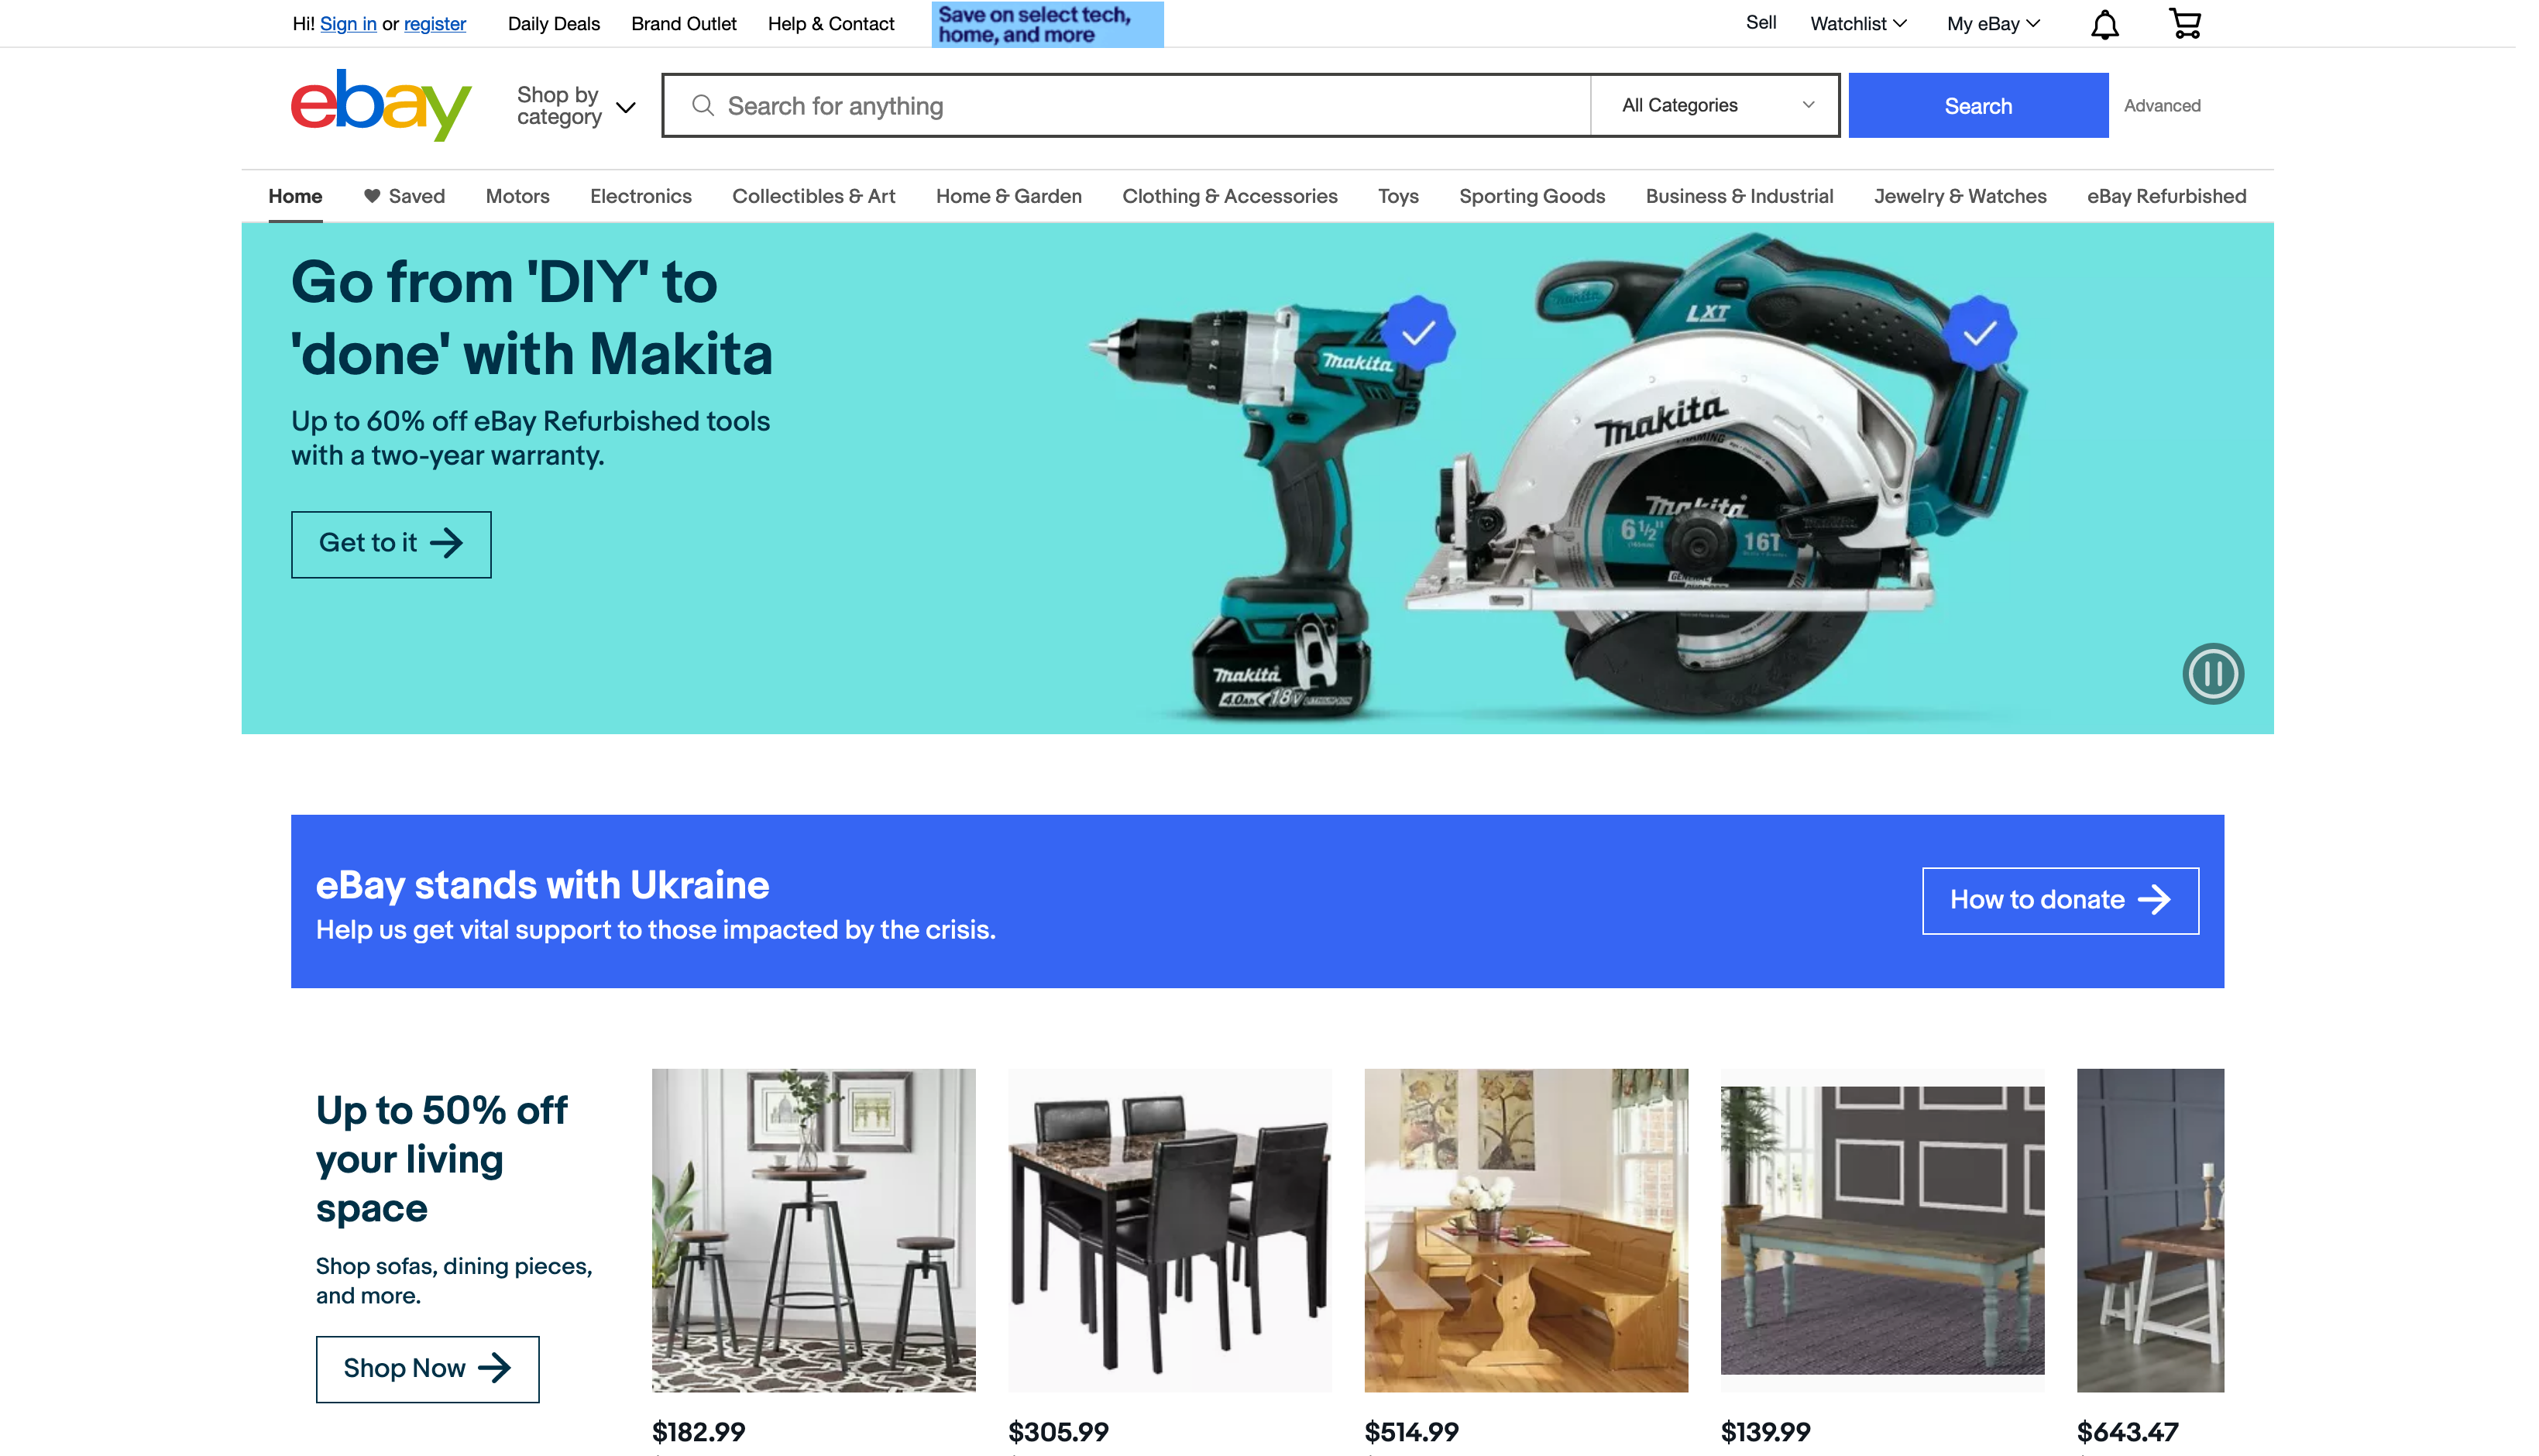 Hi! Sign in or register
Daily Deals
Brand Outlet
Help & Contact
Save on select tech,
home, and more
Sell
Watchlist
My eBay
ebay
Shop by
category
Search for anything
All Categories
Search
Advanced
Home
Saved
Motors
Electronics
Collectibles & Art
Home & Garden
Clothing & Accessories
Toys
Sporting Goods
Business & Industrial
Jewelry & Watches
eBay Refurbished
Go from 'DIY' to
'done' with Makita
Up to 60% off eBay Refurbished tools
with a two-year warranty.
Get to it
makita
makita
4.0Ah 18V
makita
LXT
makita
FRAMING
makita
6 1/2"
16T
eBay stands with Ukraine
Help us get vital support to those impacted by the crisis.
How to donate
Up to 50% off
your living
space
Shop sofas, dining pieces,
and more.
Shop Now
$182.99
$305.99
$514.99
$139.99
$643.47